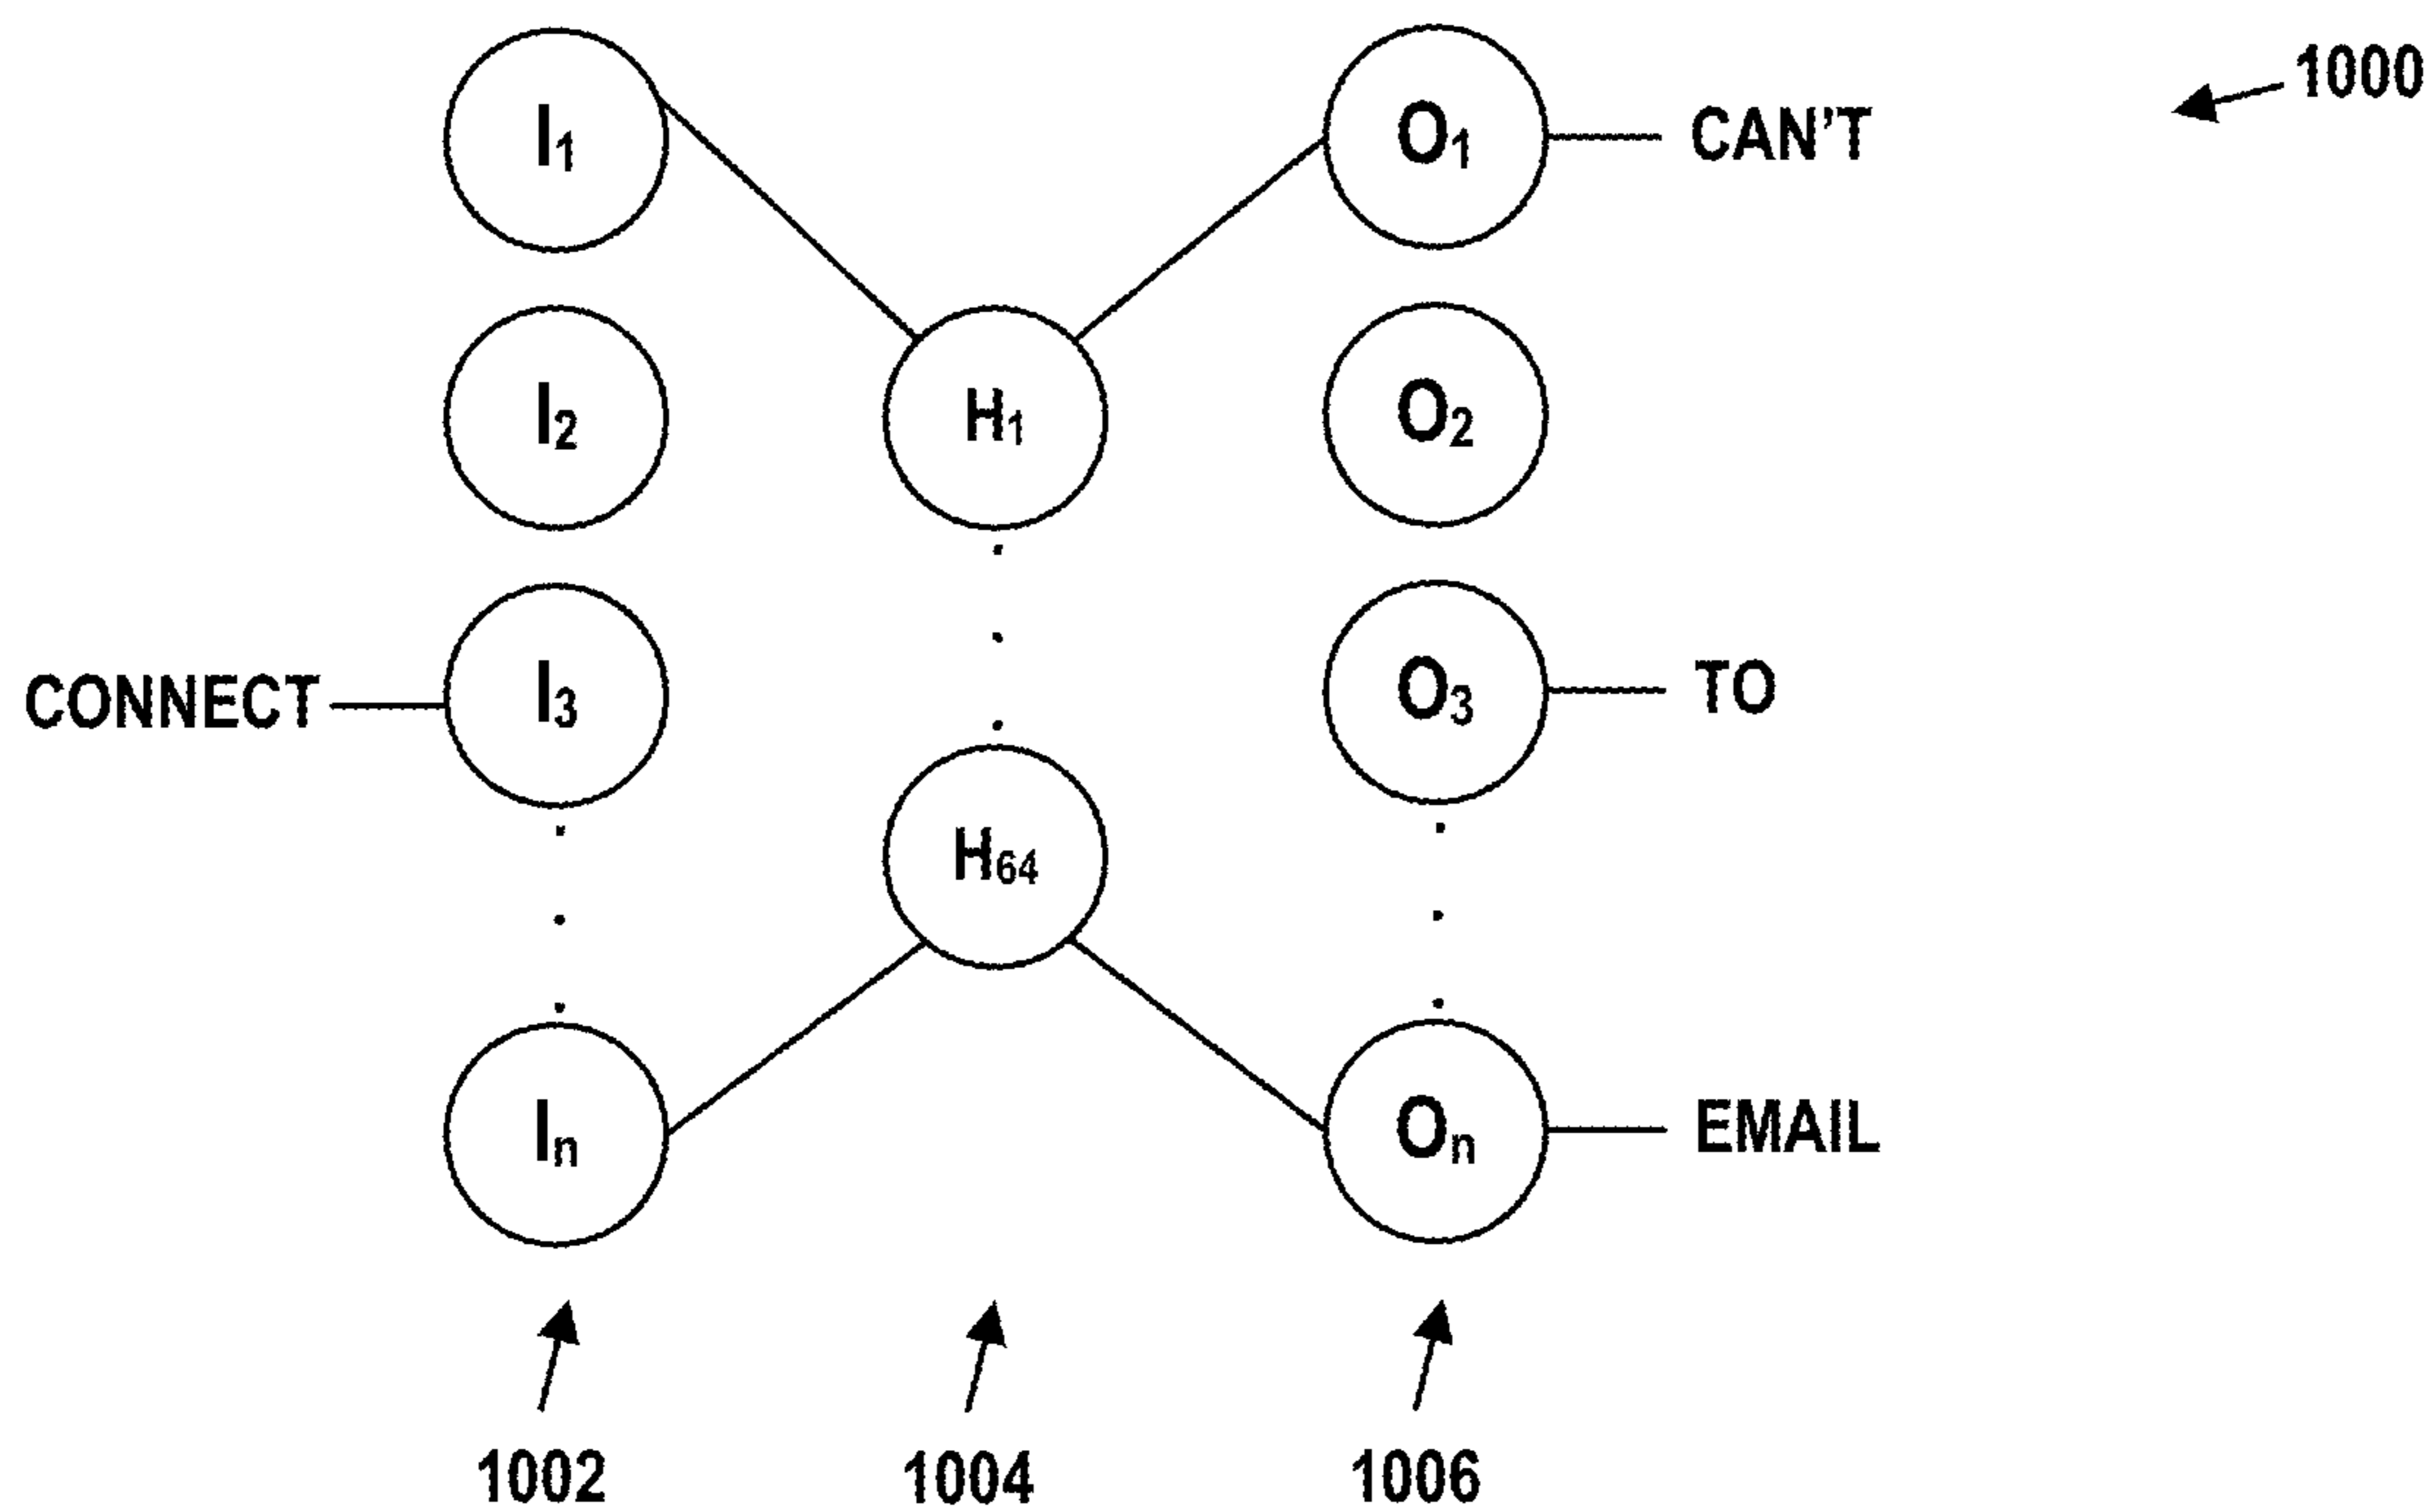 1000
I₁ O₁ CAN'T
I₂ H₁ O₂
CONNECT I₃ O₃ TO
H₆₄
Iₙ Oₙ EMAIL
1002 1004 1006